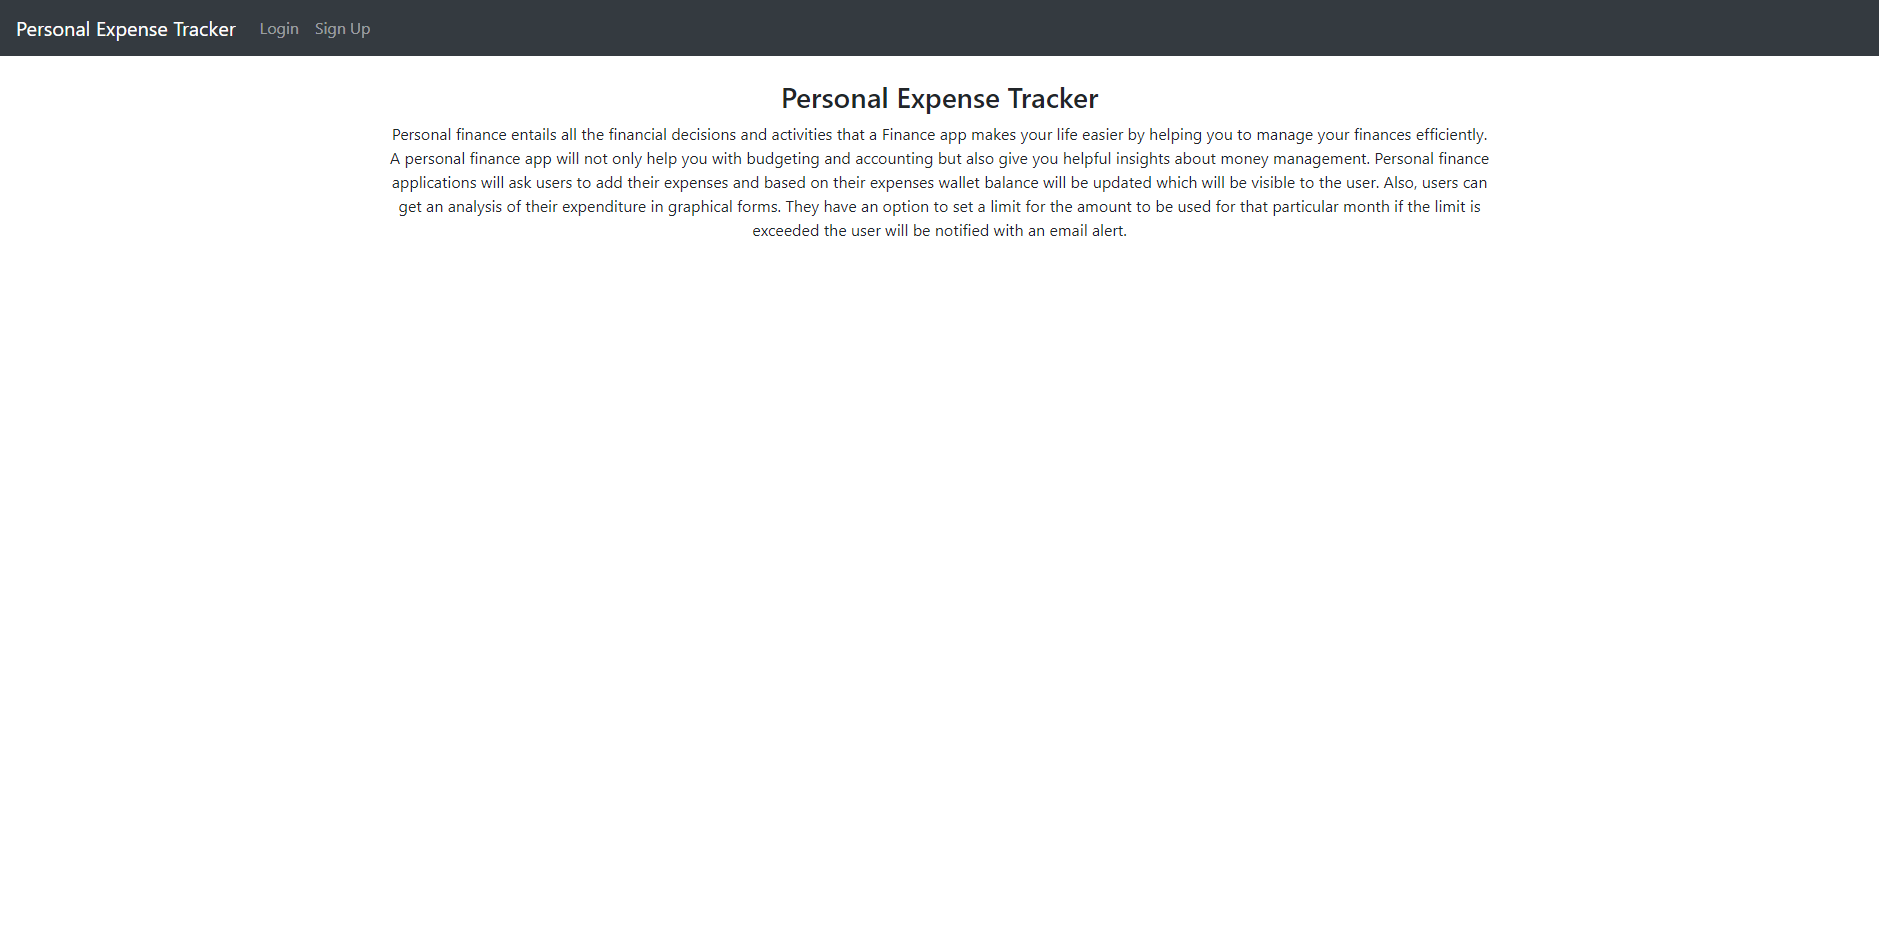 Personal Expense Tracker Login Sign Up
Personal Expense Tracker
Personal finance entails all the financial decisions and activities that a Finance app makes your life easier by helping you to manage your finances efficiently.
A personal finance app will not only help you with budgeting and accounting but also give you helpful insights about money management. Personal finance
applications will ask users to add their expenses and based on their expenses wallet balance will be updated which will be visible to the user. Also, users can
get an analysis of their expenditure in graphical forms. They have an option to set a limit for the amount to be used for that particular month if the limit is
exceeded the user will be notified with an email alert.